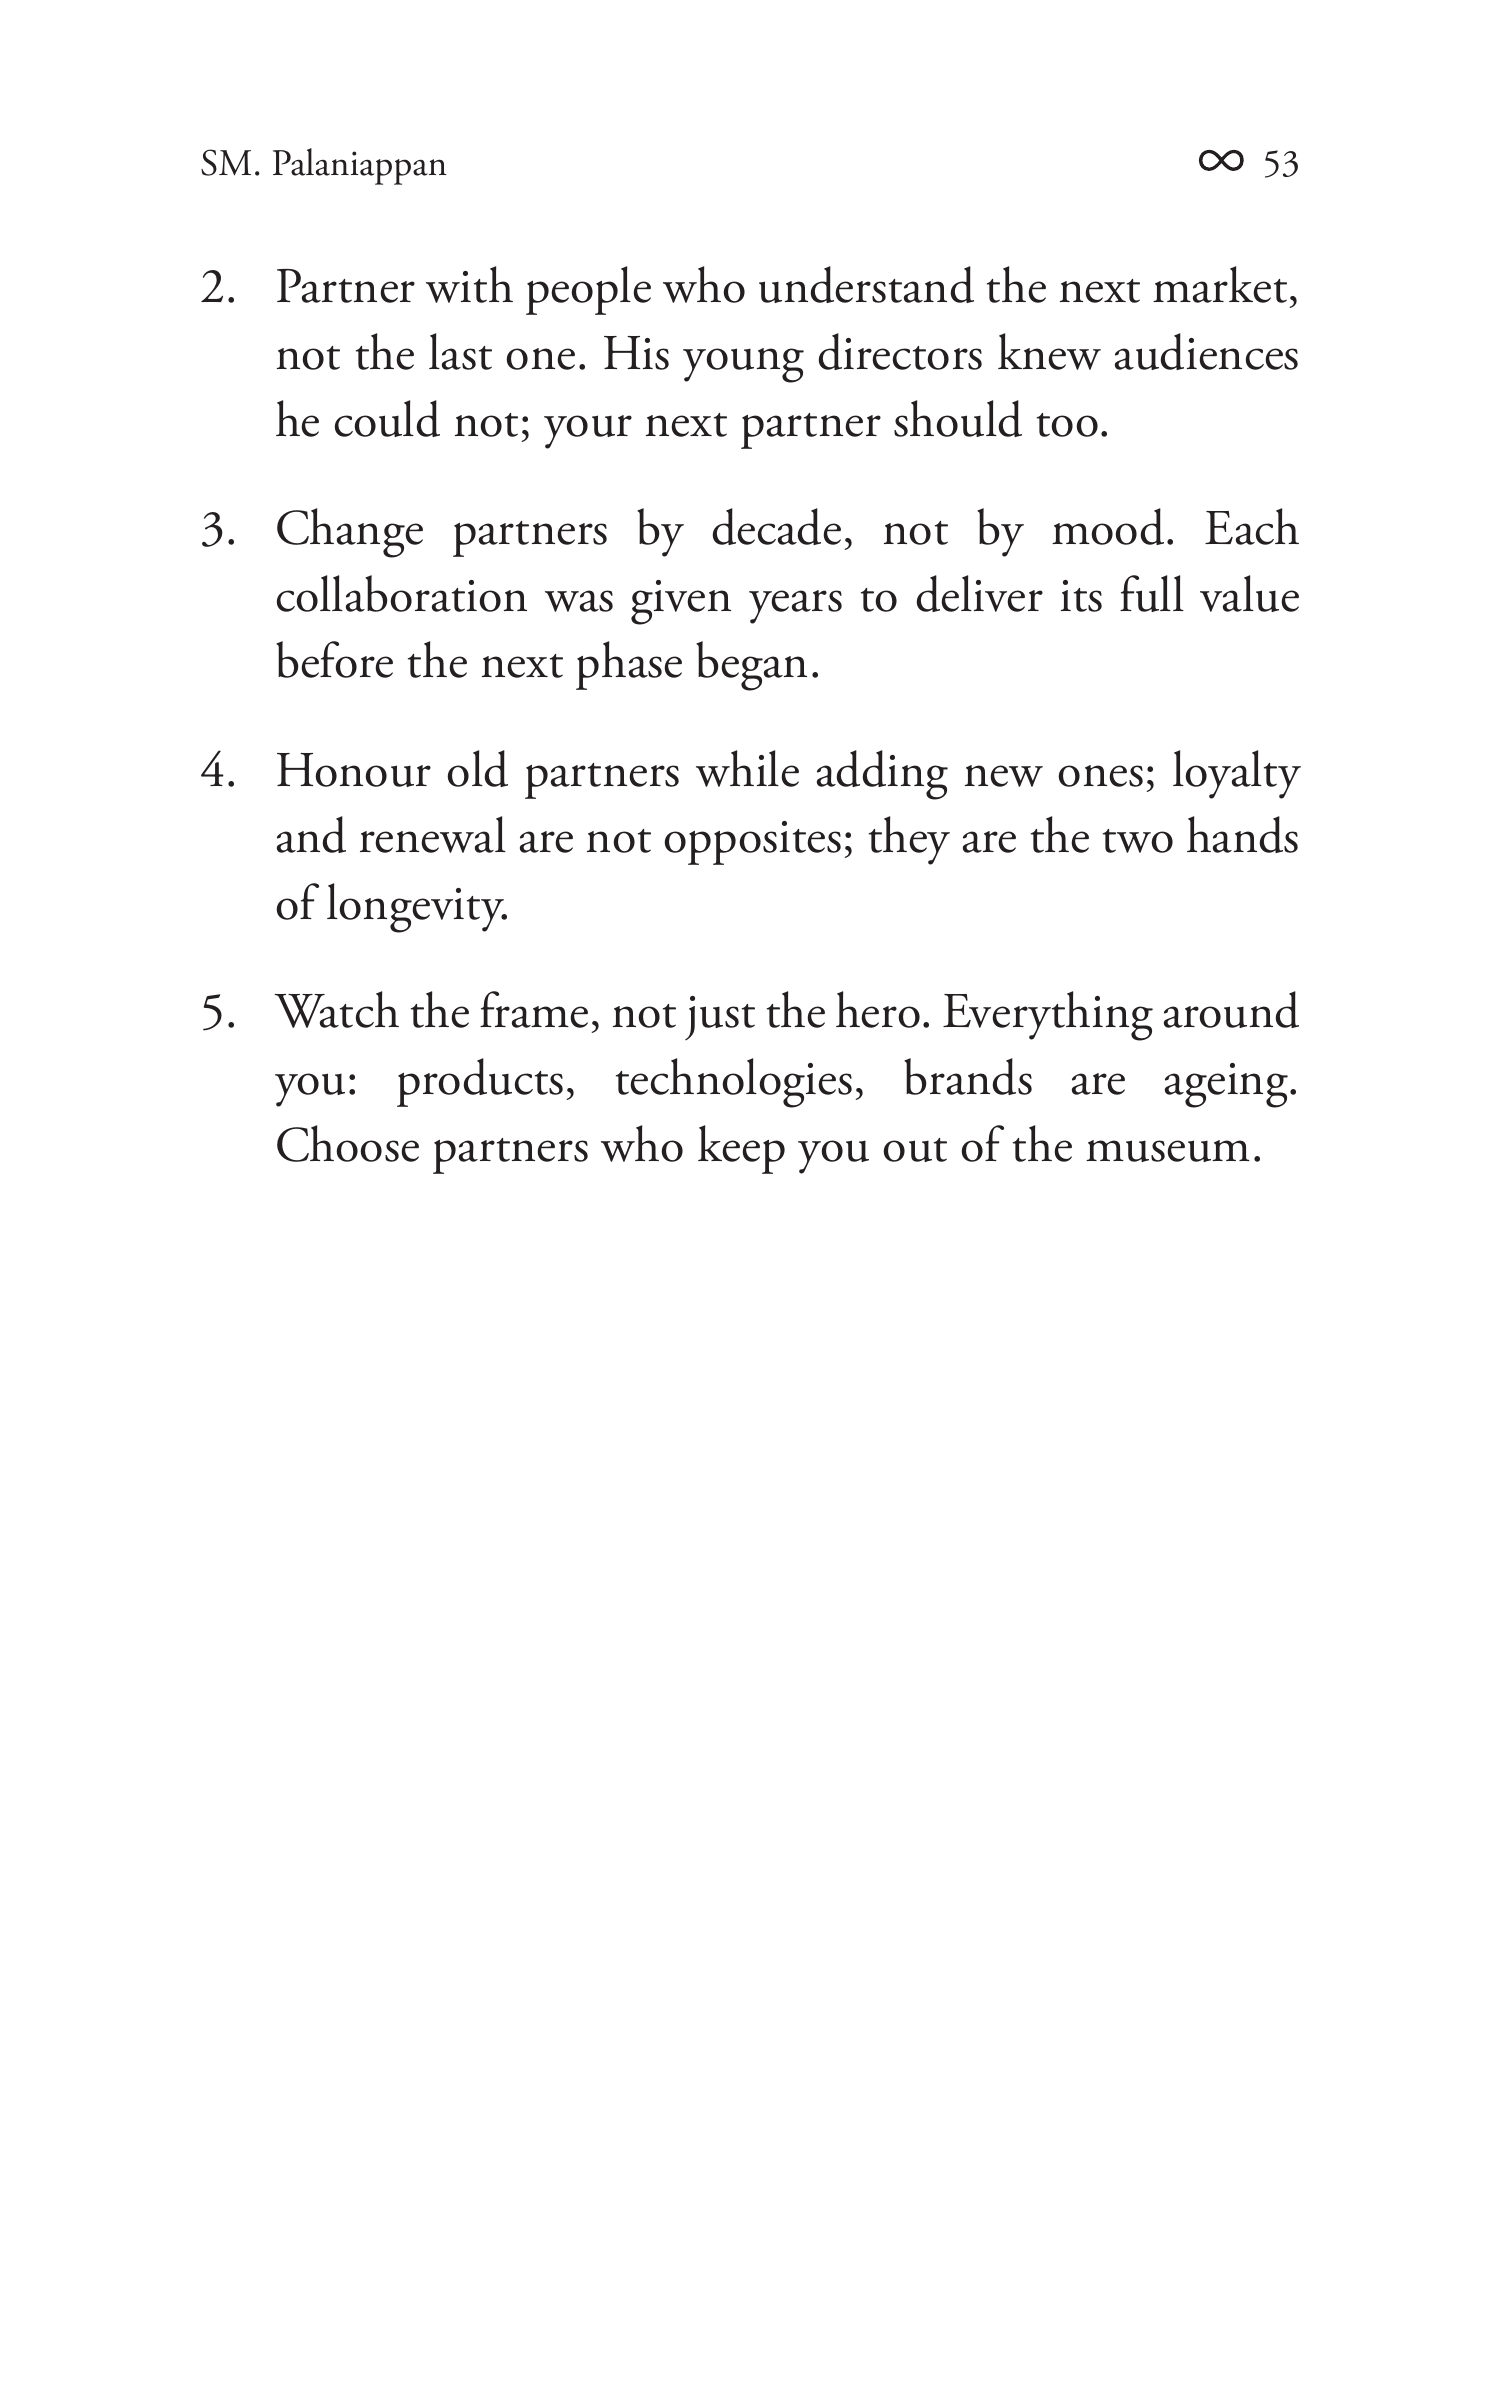 SM. Palaniappan ∞ 53
2. Partner with people who understand the next market,
not the last one. His young directors knew audiences
he could not; your next partner should too.
3. Change partners by decade, not by mood. Each
collaboration was given years to deliver its full value
before the next phase began.
4. Honour old partners while adding new ones; loyalty
and renewal are not opposites; they are the two hands
of longevity.
5. Watch the frame, not just the hero. Everything around
you: products, technologies, brands are ageing.
Choose partners who keep you out of the museum.